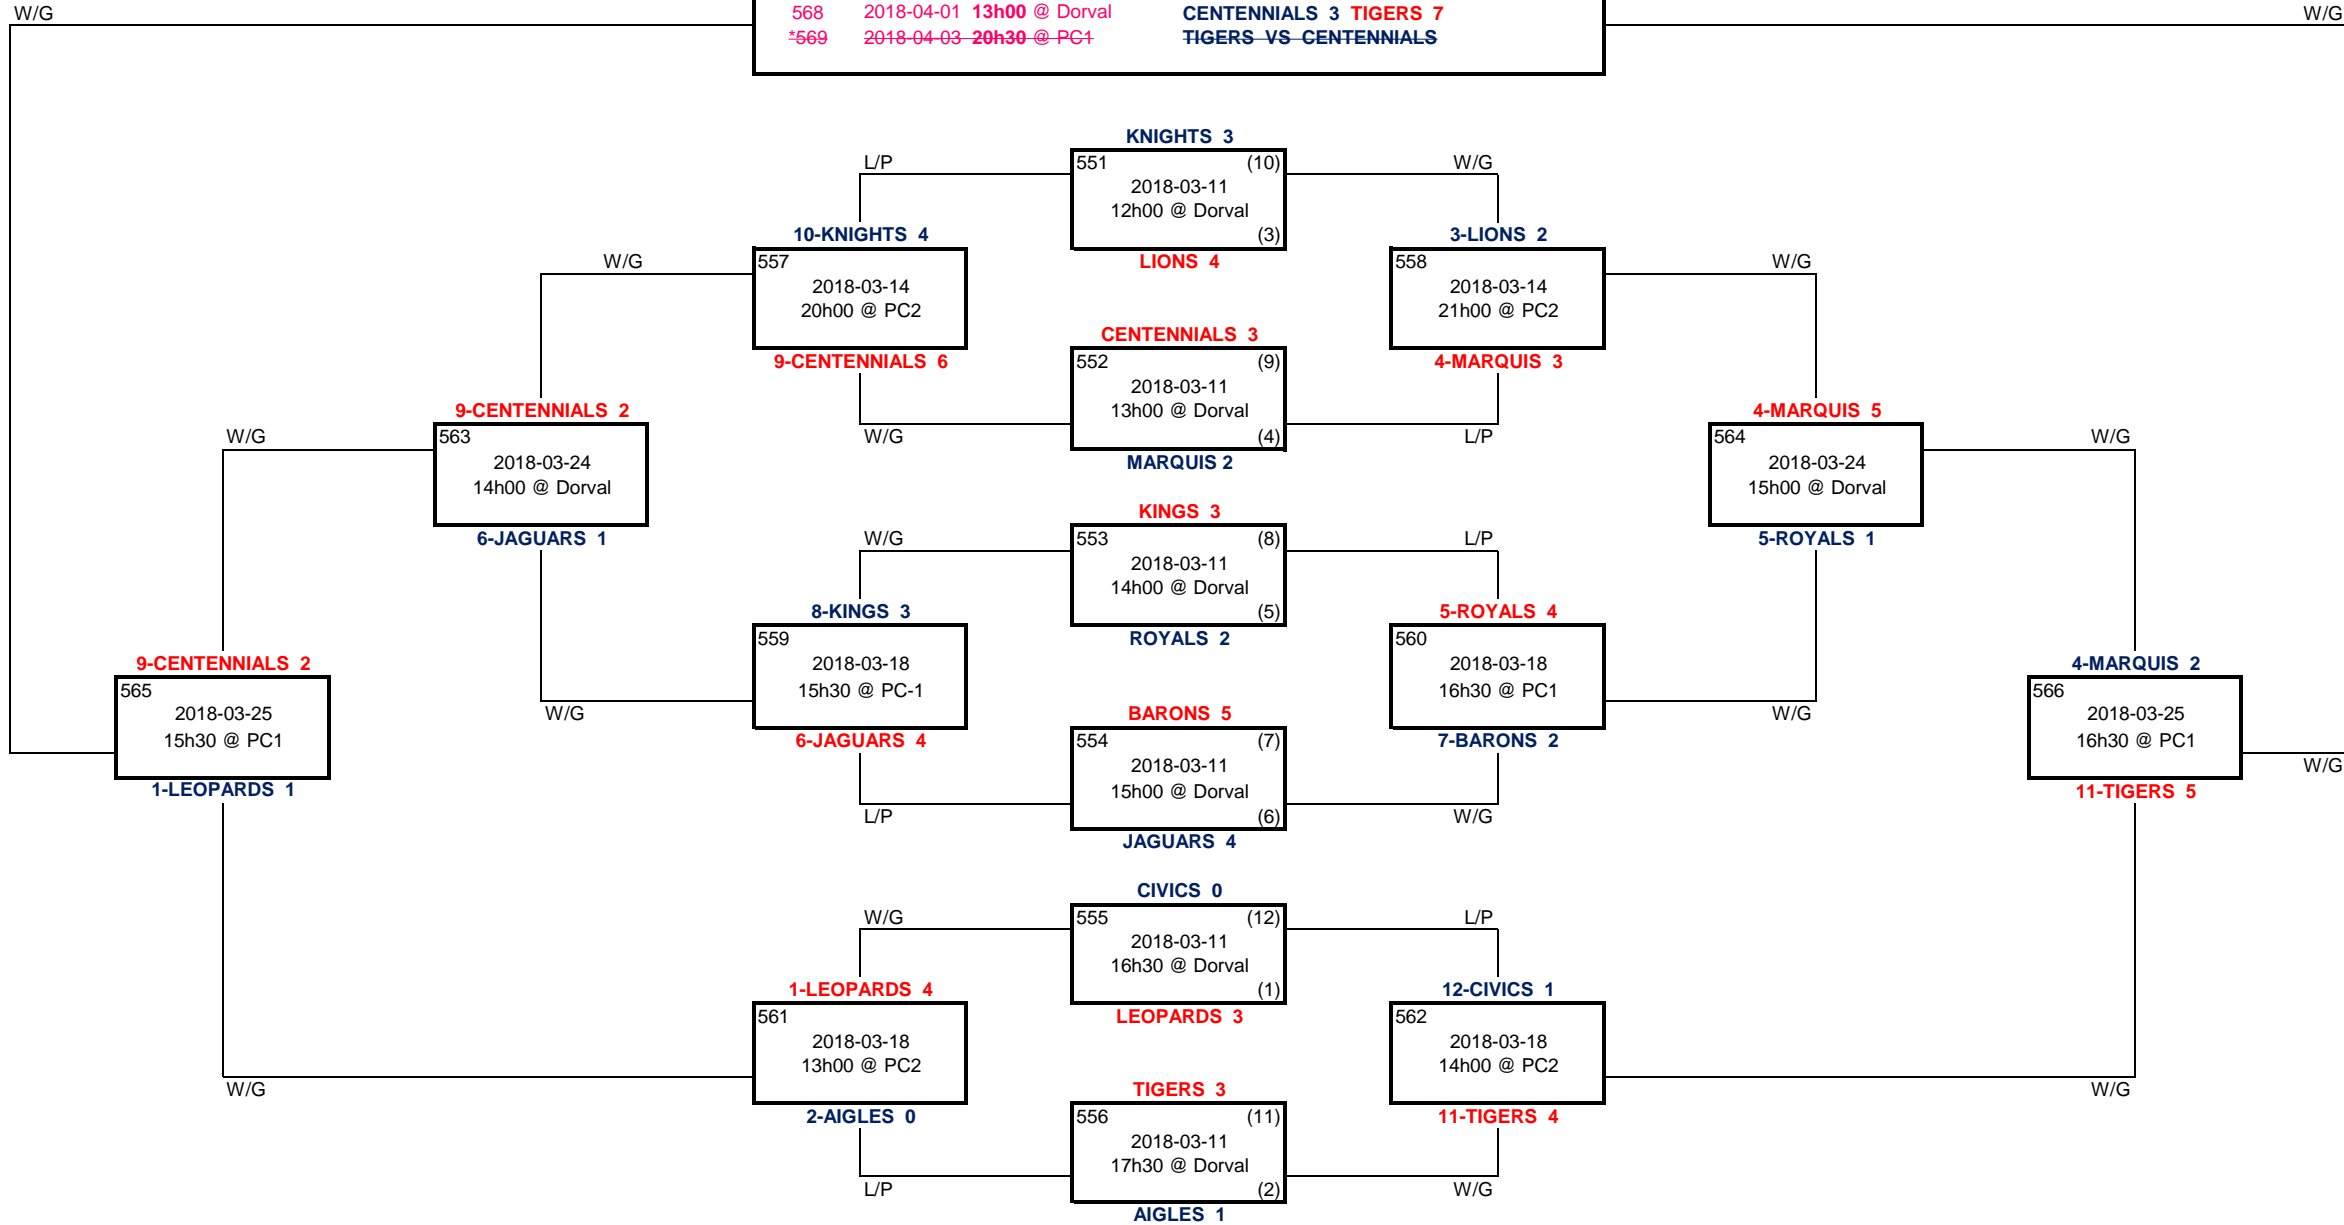 W/G
568 2018-04-01 13h00 @ Dorval CENTENNIALS 3 TIGERS 7
W/G
*569 2018-04-03 20h30 @ PC1 TIGERS VS CENTENNIALS
KNIGHTS 3
L/P
551 (10)
W/G
2018-03-11
12h00 @ Dorval
(3)
LIONS 4
10-KNIGHTS 4
W/G
557
2018-03-14
20h00 @ PC2
9-CENTENNIALS 6
3-LIONS 2
558
W/G
2018-03-14
21h00 @ PC2
4-MARQUIS 3
CENTENNIALS 3
552 (9)
2018-03-11
13h00 @ Dorval
W/G
(4)
L/P
MARQUIS 2
9-CENTENNIALS 2
W/G
563
2018-03-24
14h00 @ Dorval
6-JAGUARS 1
4-MARQUIS 5
564
W/G
2018-03-24
15h00 @ Dorval
5-ROYALS 1
KINGS 3
W/G
553 (8)
L/P
2018-03-11
14h00 @ Dorval
(5)
ROYALS 2
8-KINGS 3
559
2018-03-18
15h30 @ PC-1
W/G
6-JAGUARS 4
5-ROYALS 4
560
2018-03-18
16h30 @ PC1
W/G
7-BARONS 2
9-CENTENNIALS 2
565
2018-03-25
15h30 @ PC1
1-LEOPARDS 1
4-MARQUIS 2
566
2018-03-25
16h30 @ PC1
W/G
11-TIGERS 5
BARONS 5
554 (7)
2018-03-11
15h00 @ Dorval
L/P
(6)
W/G
JAGUARS 4
CIVICS 0
W/G
555 (12)
L/P
2018-03-11
16h30 @ Dorval
(1)
LEOPARDS 3
1-LEOPARDS 4
561
2018-03-18
13h00 @ PC2
W/G
2-AIGLES 0
12-CIVICS 1
562
2018-03-18
14h00 @ PC2
W/G
11-TIGERS 4
TIGERS 3
556 (11)
2018-03-11
17h30 @ Dorval
L/P
(2)
W/G
AIGLES 1